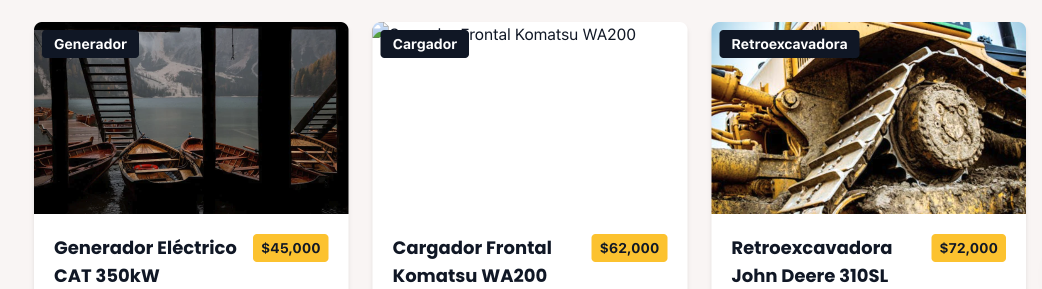 Generador
Cargador
Frontal Komatsu WA200
Retroexcavadora
Generador Eléctrico
CAT 350kW
$45,000
Cargador Frontal
Komatsu WA200
$62,000
Retroexcavadora
John Deere 310SL
$72,000